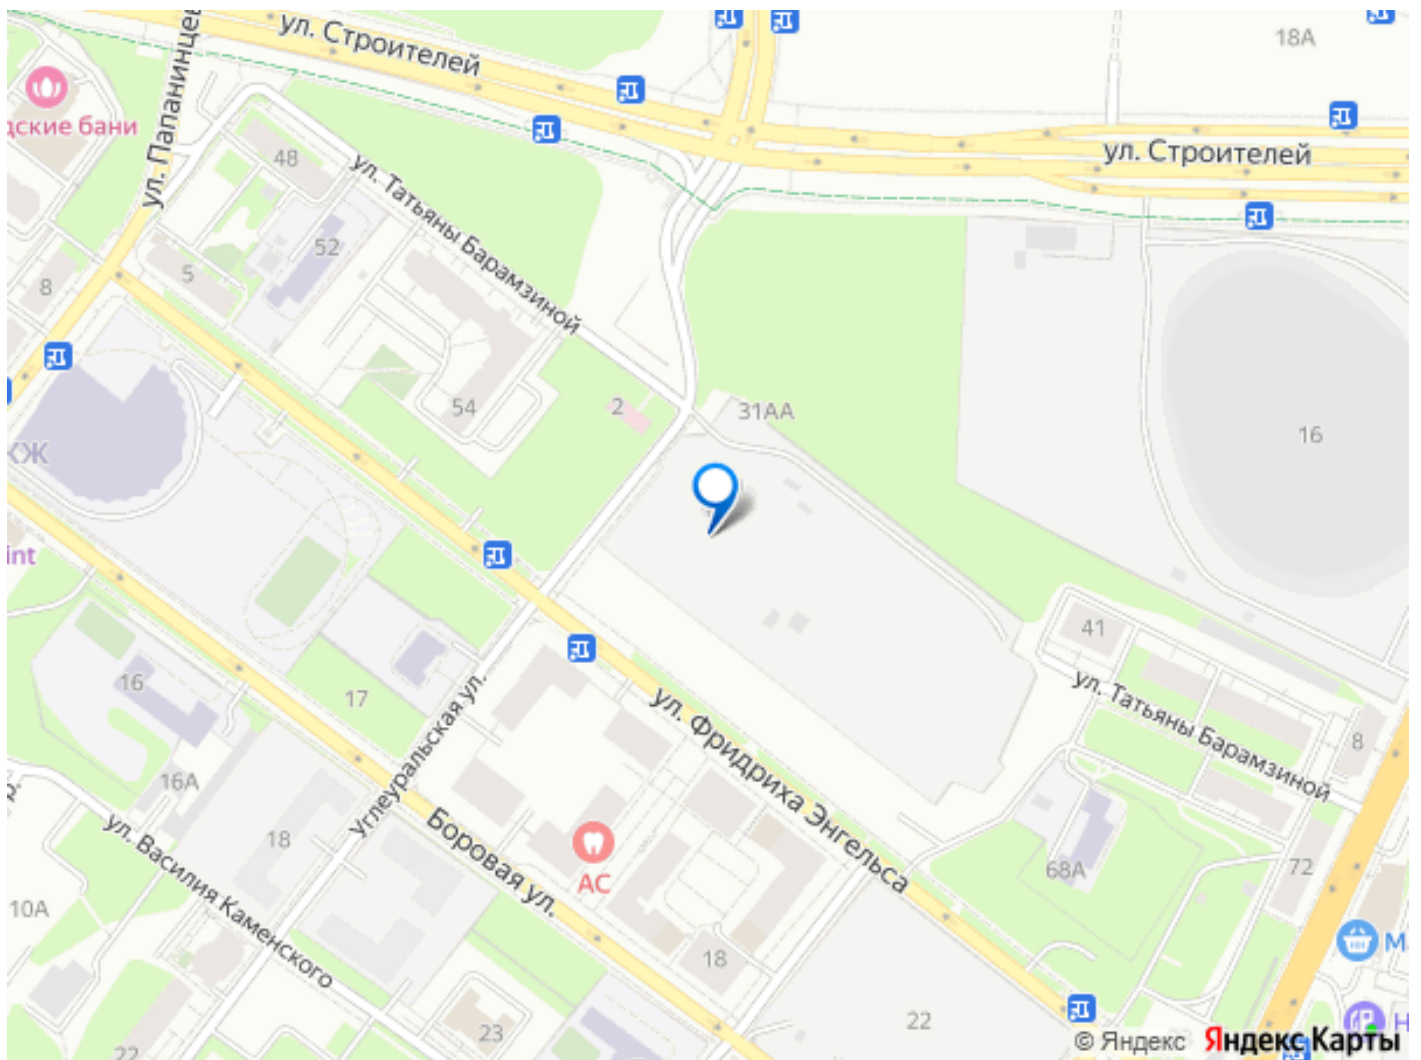 ул. Строителей
18А
ул. Папанинцев
дские бани
ул. Строителей
48
ул. Татьяны Барамзиной
52
5
8
2
54
31АА
16
КЖ
int
41
ул. Татьяны Барамзиной
16
17
Углеуральская ул.
ул. Фридриха Энгельса
8
16А
18
Боровая ул.
АС
68А
72
ул. Василия Каменского
10А
18
22
23
22
© Яндекс Яндекс Карты